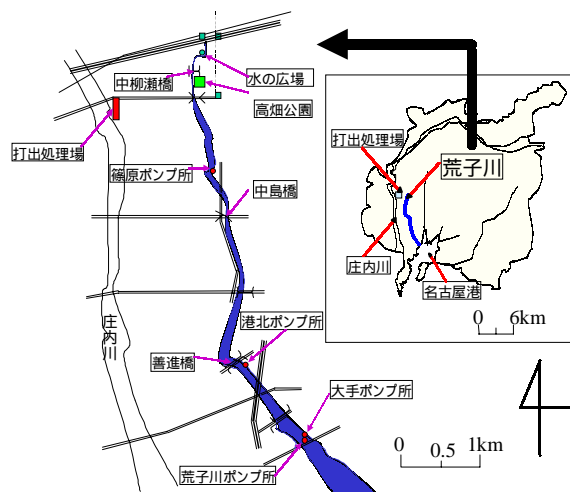 水の広場
中柳瀬橋
高畑公園
打出処理場
篠原ポンプ所
中島橋
庄内川
港北ポンプ所
善進橋
大手ポンプ所
荒子川ポンプ所
0 0.5 1km
打出処理場
荒子川
庄内川
名古屋港
0 6km